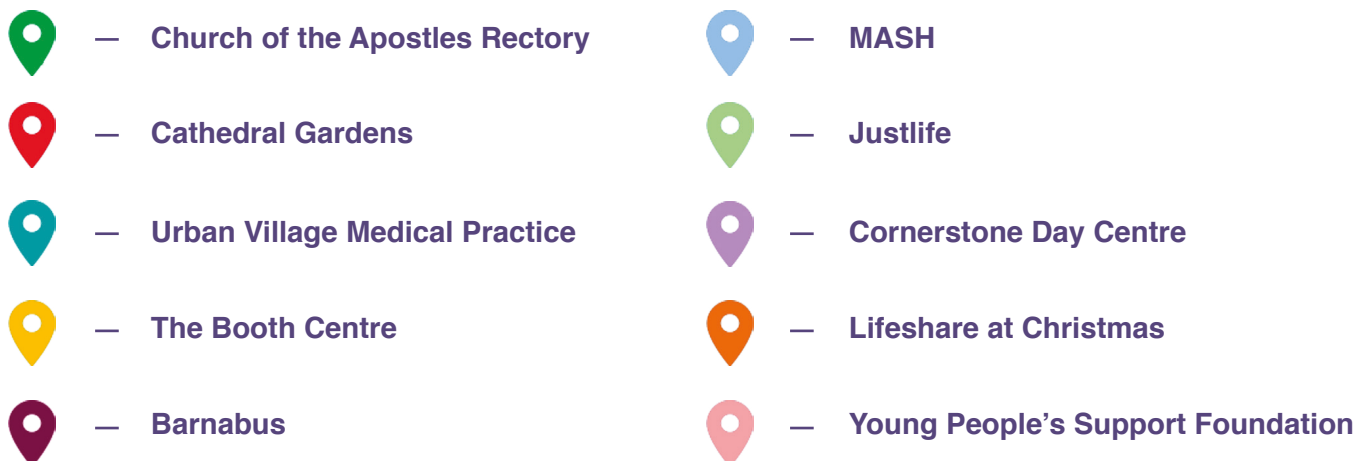 — Church of the Apostles Rectory
— Cathedral Gardens
— Urban Village Medical Practice
— The Booth Centre
— Barnabus
— MASH
— Justlife
— Cornerstone Day Centre
— Lifeshare at Christmas
— Young People’s Support Foundation